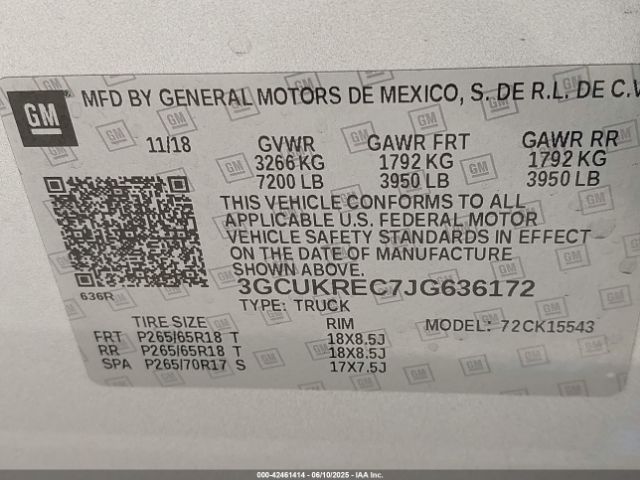 GM MFD BY GENERAL MOTORS DE MEXICO, S. DE R.L. DE C.V
11/18 GVWR GAWR FRT GAWR RR
3266 KG 1792 KG 1792 KG
7200 LB 3950 LB 3950 LB
THIS VEHICLE CONFORMS TO ALL
APPLICABLE U.S. FEDERAL MOTOR
VEHICLE SAFETY STANDARDS IN EFFECT
ON THE DATE OF MANUFACTURE
SHOWN ABOVE.
636R 3GCUKREC7JG636172
TYPE: TRUCK
TIRE SIZE RIM MODEL: 72CK15543
FRT P265/65R18 T 18X8.5J
RR P265/65R18 T 18X8.5J
SPA P265/70R17 S 17X7.5J
000-42461414 - 06/10/2025 - IAA Inc.